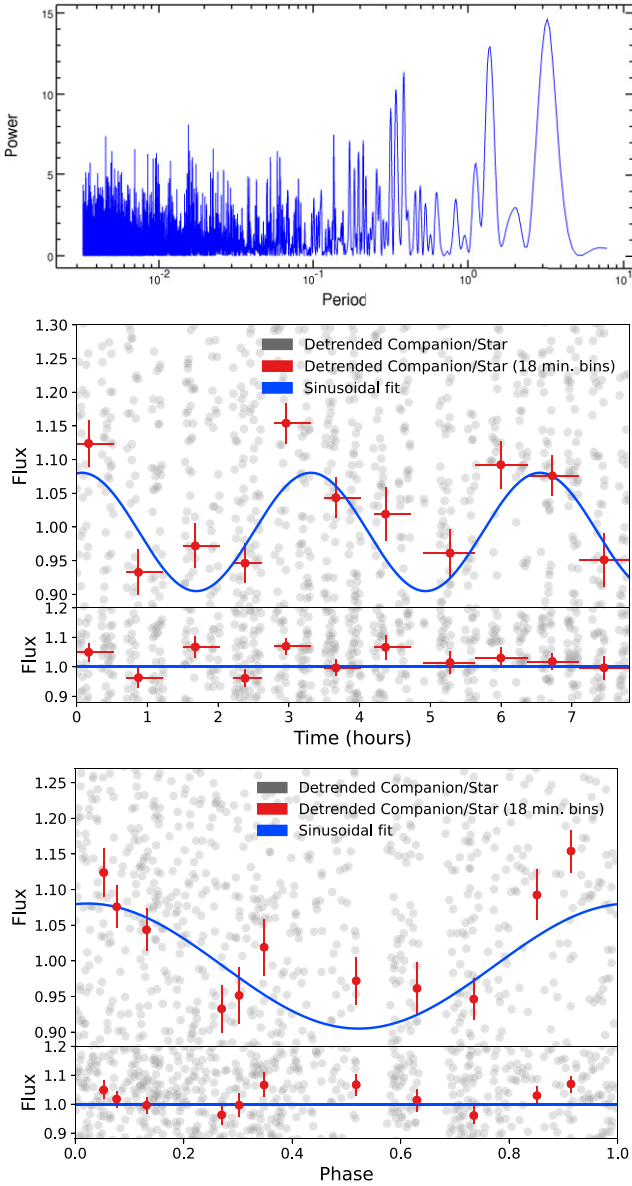 15
10
5
0
Power
10⁻²
10⁻¹
10⁰
10¹
Period
1.30
1.25
1.20
1.15
1.10
1.05
1.00
0.95
0.90
Flux
Detrended Companion/Star
Detrended Companion/Star (18 min. bins)
Sinusoidal fit
1.2
1.1
1.0
0.9
Flux
0 1 2 3 4 5 6 7
Time (hours)
1.25
1.20
1.15
1.10
1.05
1.00
0.95
0.90
Flux
Detrended Companion/Star
Detrended Companion/Star (18 min. bins)
Sinusoidal fit
1.2
1.1
1.0
0.9
Flux
0.0 0.2 0.4 0.6 0.8 1.0
Phase